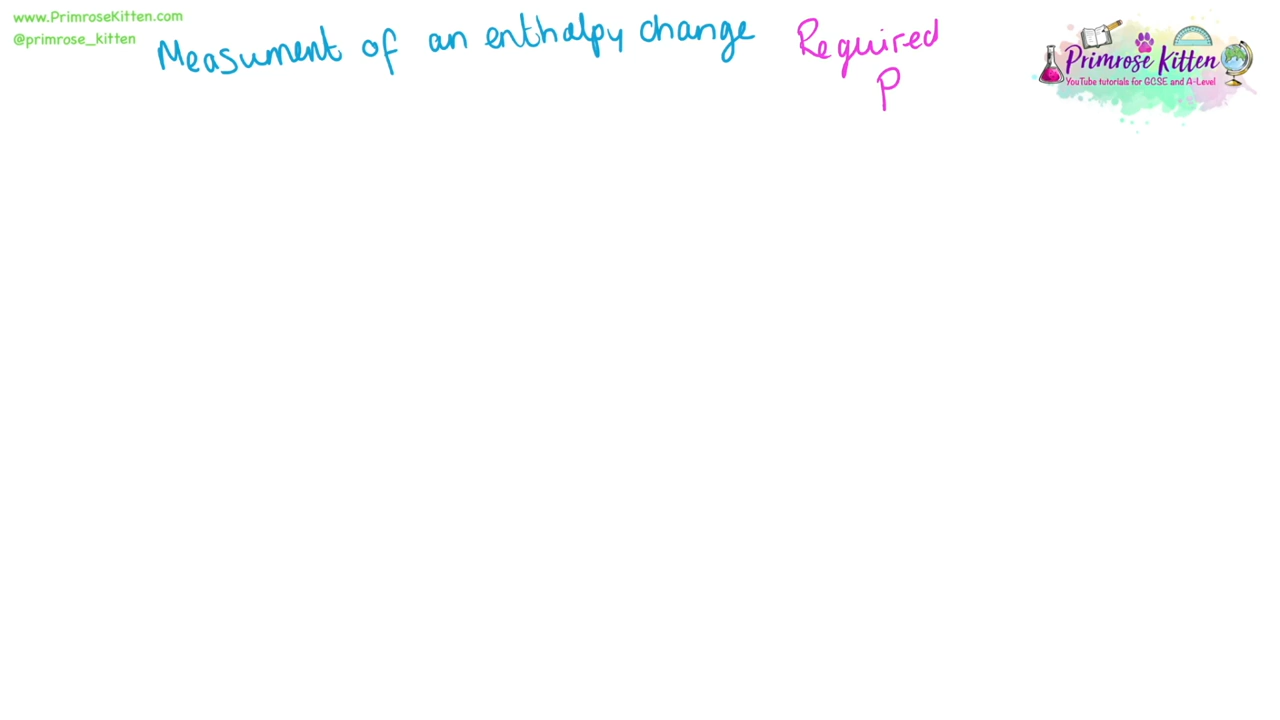 www.PrimroseKitten.com
@primrose_kitten
Measument of an enthalpy change Required
P
Primrose Kitten
YouTube tutorials for GCSE and A-Level